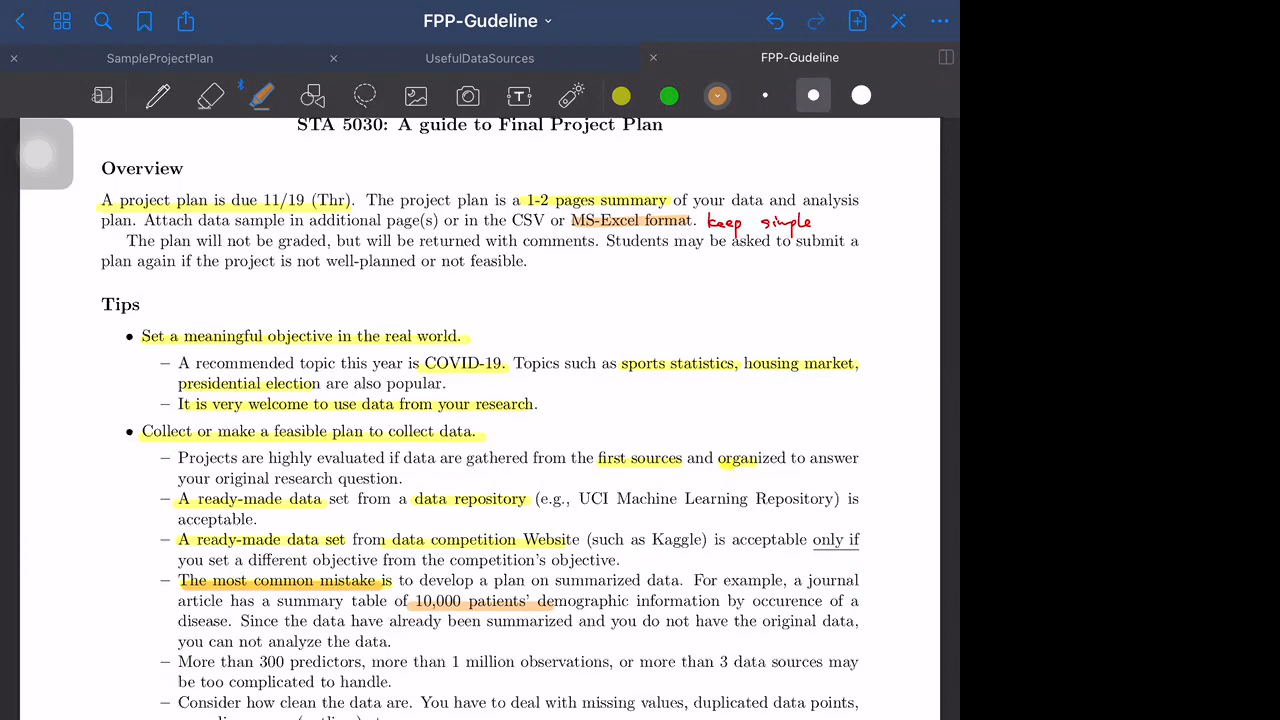 FPP-Gudeline
SampleProjectPlan
UsefulDataSources
FPP-Gudeline
STA 5030: A guide to Final Project Plan
Overview
A project plan is due 11/19 (Thr). The project plan is a 1-2 pages summary of your data and analysis
plan. Attach data sample in additional page(s) or in the CSV or MS-Excel format. keep simple
The plan will not be graded, but will be returned with comments. Students may be asked to submit a
plan again if the project is not well-planned or not feasible.
Tips
• Set a meaningful objective in the real world.
– A recommended topic this year is COVID-19. Topics such as sports statistics, housing market,
presidential election are also popular.
– It is very welcome to use data from your research.
• Collect or make a feasible plan to collect data.
– Projects are highly evaluated if data are gathered from the first sources and organized to answer
your original research question.
– A ready-made data set from a data repository (e.g., UCI Machine Learning Repository) is
acceptable.
– A ready-made data set from data competition Website (such as Kaggle) is acceptable only if
you set a different objective from the competition's objective.
– The most common mistake is to develop a plan on summarized data. For example, a journal
article has a summary table of 10,000 patients' demographic information by occurence of a
disease. Since the data have already been summarized and you do not have the original data,
you can not analyze the data.
– More than 300 predictors, more than 1 million observations, or more than 3 data sources may
be too complicated to handle.
– Consider how clean the data are. You have to deal with missing values, duplicated data points,